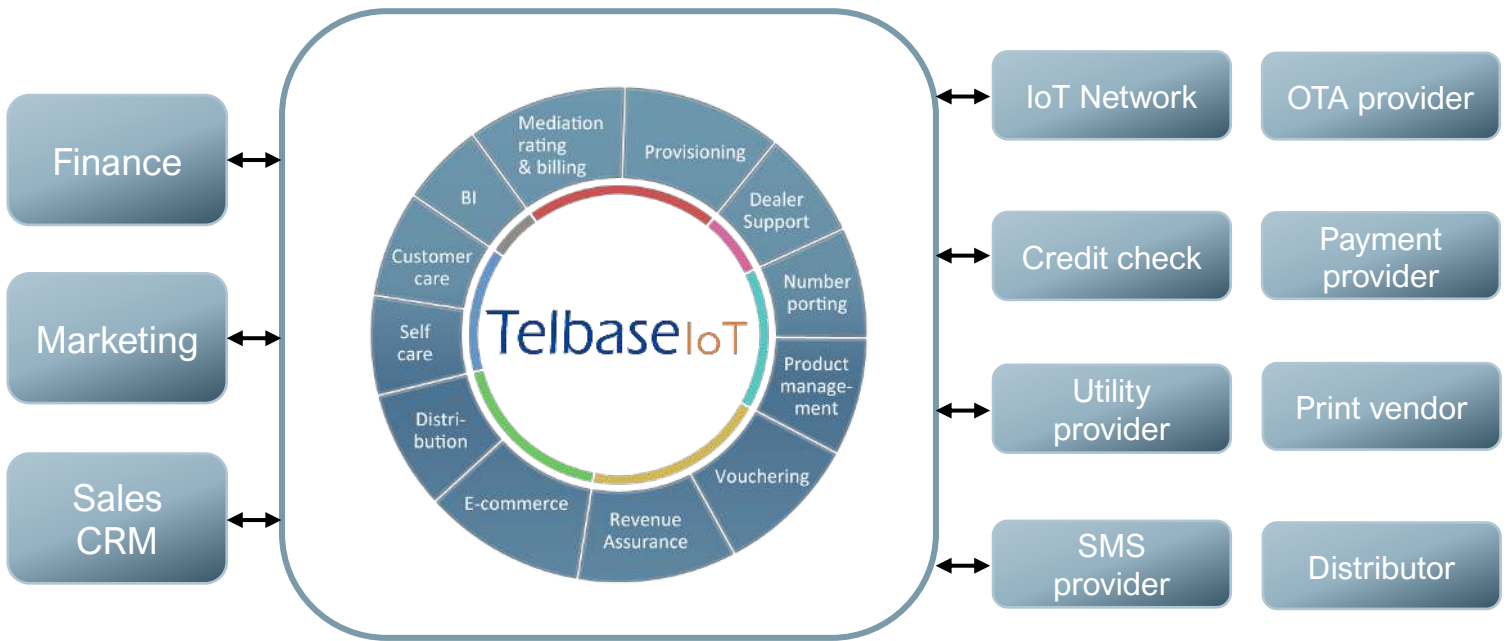 Finance
Marketing
Sales
CRM
Mediation
rating
& billing
Provisioning
Dealer
Support
Number
porting
Product
manage-
ment
Vouchering
Revenue
Assurance
E-commerce
Distri-
bution
Self
care
Customer
care
BI
TelbaseIoT
IoT Network
OTA provider
Credit check
Payment
provider
Utility
provider
Print vendor
SMS
provider
Distributor